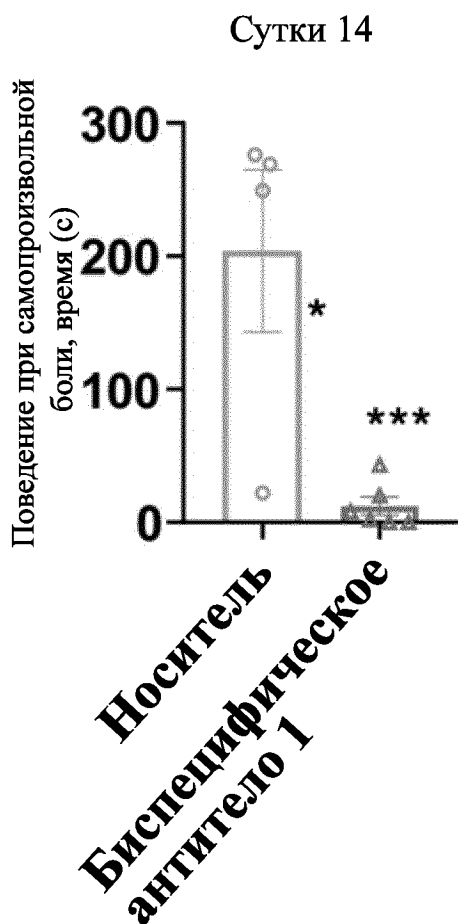 Сутки 14
Поведение при самопроизвольной
боли, время (с)
300
200
100
0
*
***
Носитель
Биспецифическое
антитело 1